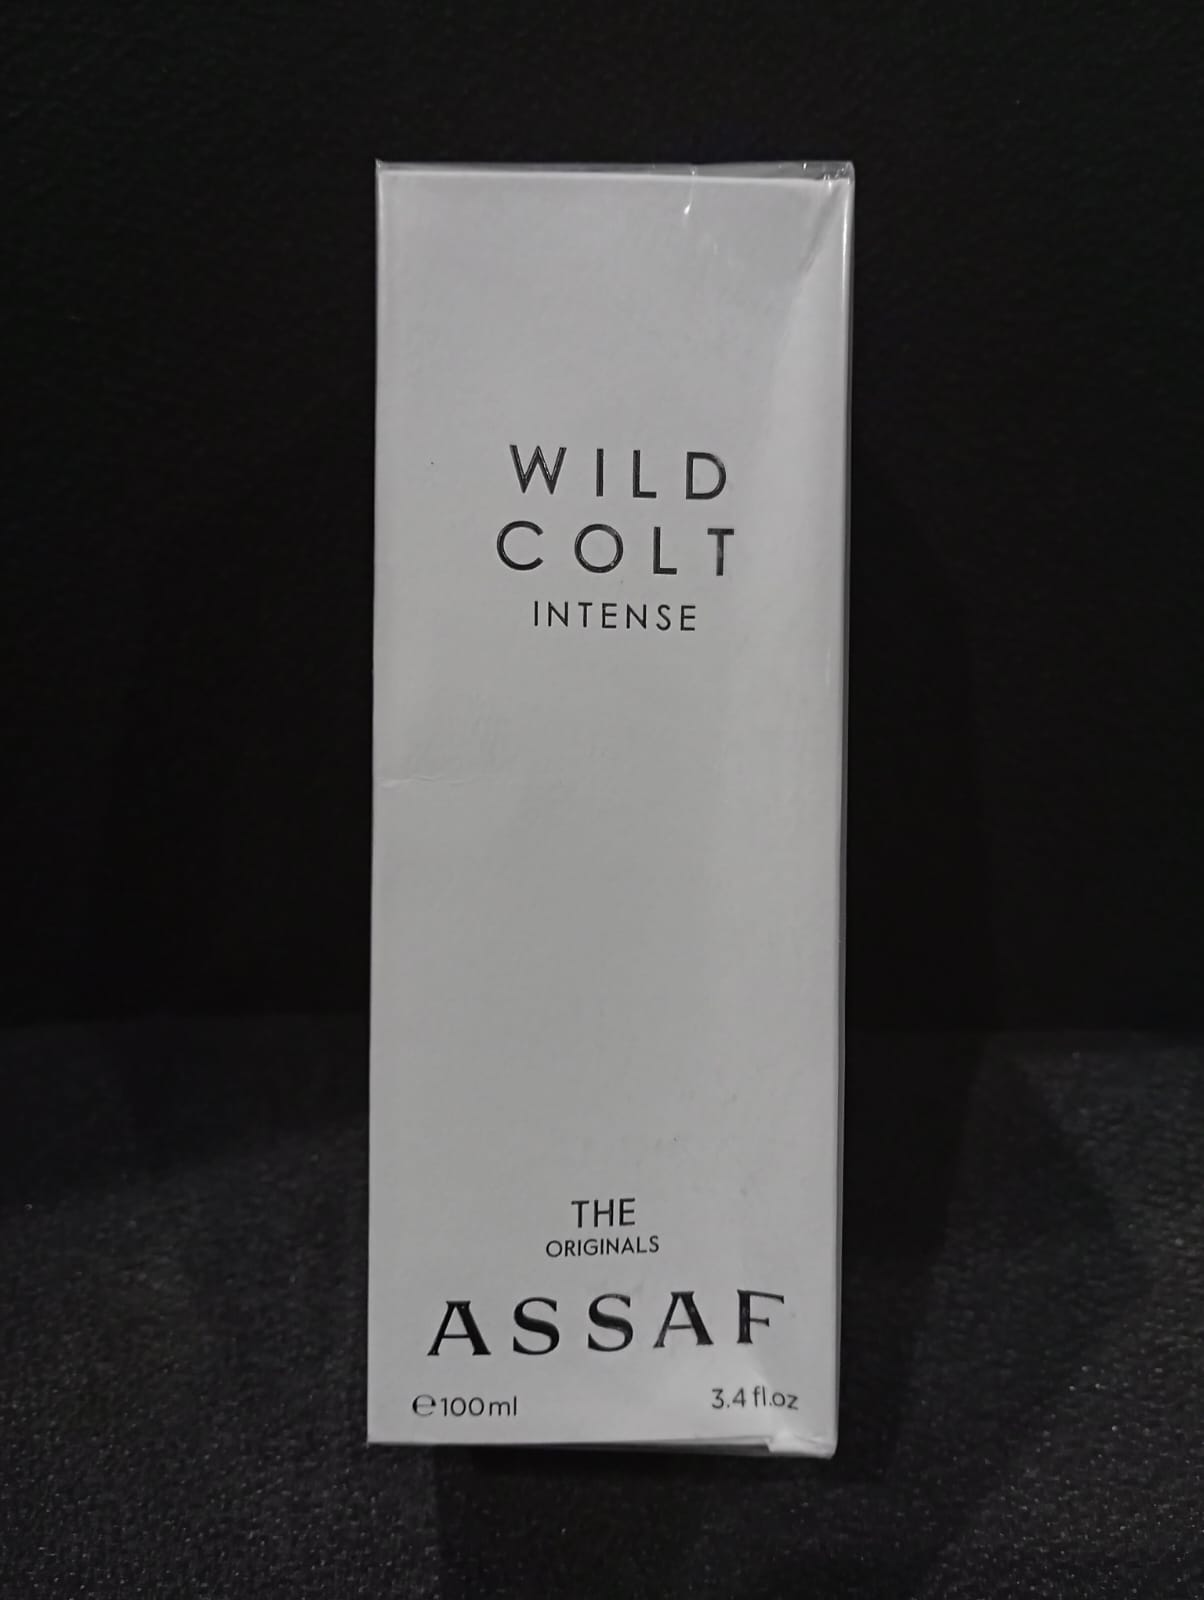 WILD
COLT
INTENSE
THE
ORIGINALS
ASSAF
℮100ml 3.4 fl.oz